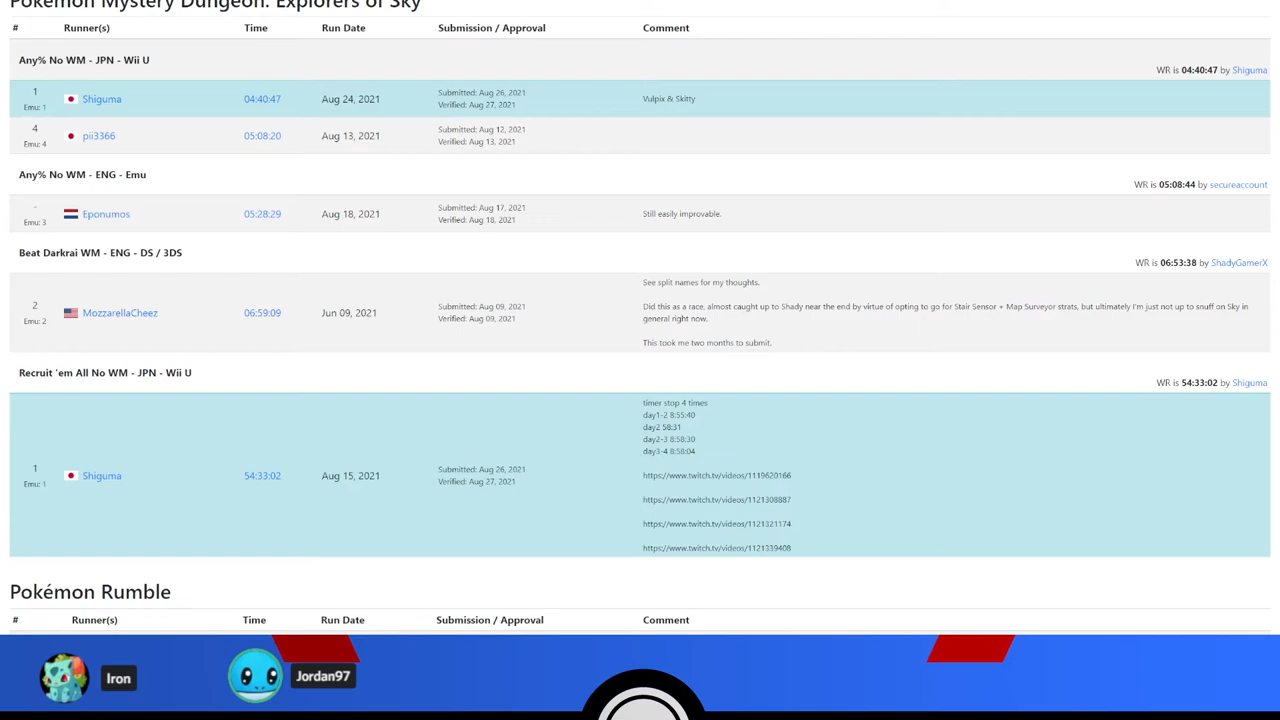 Pokémon Mystery Dungeon: Explorers of Sky
# Runner(s) Time Run Date Submission / Approval Comment
Any% No WM - JPN - Wii U
WR is 04:40:47 by Shiguma
1
Emu: 1
Shiguma 04:40:47 Aug 24, 2021
Submitted: Aug 26, 2021
Verified: Aug 27, 2021
Vulpix & Skitty
4
Emu: 4
pii3366 05:08:20 Aug 13, 2021
Submitted: Aug 12, 2021
Verified: Aug 13, 2021
Any% No WM - ENG - Emu
WR is 05:08:44 by secureaccount
-
Emu: 3
Eponumos 05:28:29 Aug 18, 2021
Submitted: Aug 17, 2021
Verified: Aug 18, 2021
Still easily improvable.
Beat Darkrai WM - ENG - DS / 3DS
WR is 06:53:38 by ShadyGamerX
2
Emu: 2
MozzarellaCheez 06:59:09 Jun 09, 2021
Submitted: Aug 09, 2021
Verified: Aug 09, 2021
See split names for my thoughts.
Did this as a race, almost caught up to Shady near the end by virtue of opting to go for Stair Sensor + Map Surveyor strats, but ultimately I'm just not up to snuff on Sky in
general right now.
This took me two months to submit.
Recruit 'em All No WM - JPN - Wii U
WR is 54:33:02 by Shiguma
1
Emu: 1
Shiguma 54:33:02 Aug 15, 2021
Submitted: Aug 26, 2021
Verified: Aug 27, 2021
timer stop 4 times
day1-2 8:55:40
day2 58:31
day2-3 8:58:30
day3-4 8:58:04
https://www.twitch.tv/videos/1119620166
https://www.twitch.tv/videos/1121308887
https://www.twitch.tv/videos/1121321174
https://www.twitch.tv/videos/1121339408
Pokémon Rumble
# Runner(s) Time Run Date Submission / Approval Comment
Iron
Jordan97